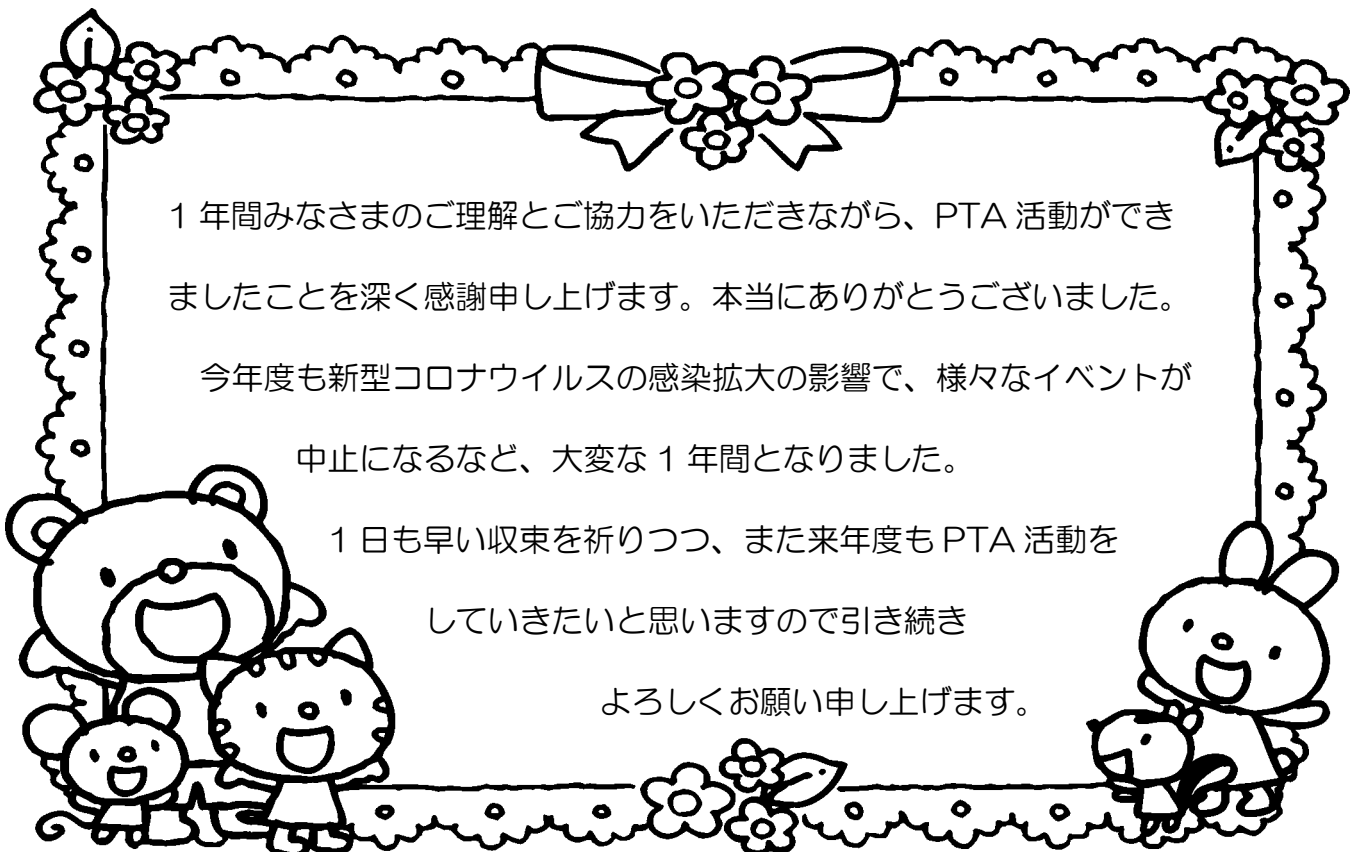 1 年間みなさまのご理解とご協力をいただきながら、PTA 活動ができ
ましたことを深く感謝申し上げます。本当にありがとうございました。
今年度も新型コロナウイルスの感染拡大の影響で、様々なイベントが
中止になるなど、大変な 1 年間となりました。
1 日も早い収束を祈りつつ、また来年度も PTA 活動を
していきたいと思いますので引き続き
よろしくお願い申し上げます。